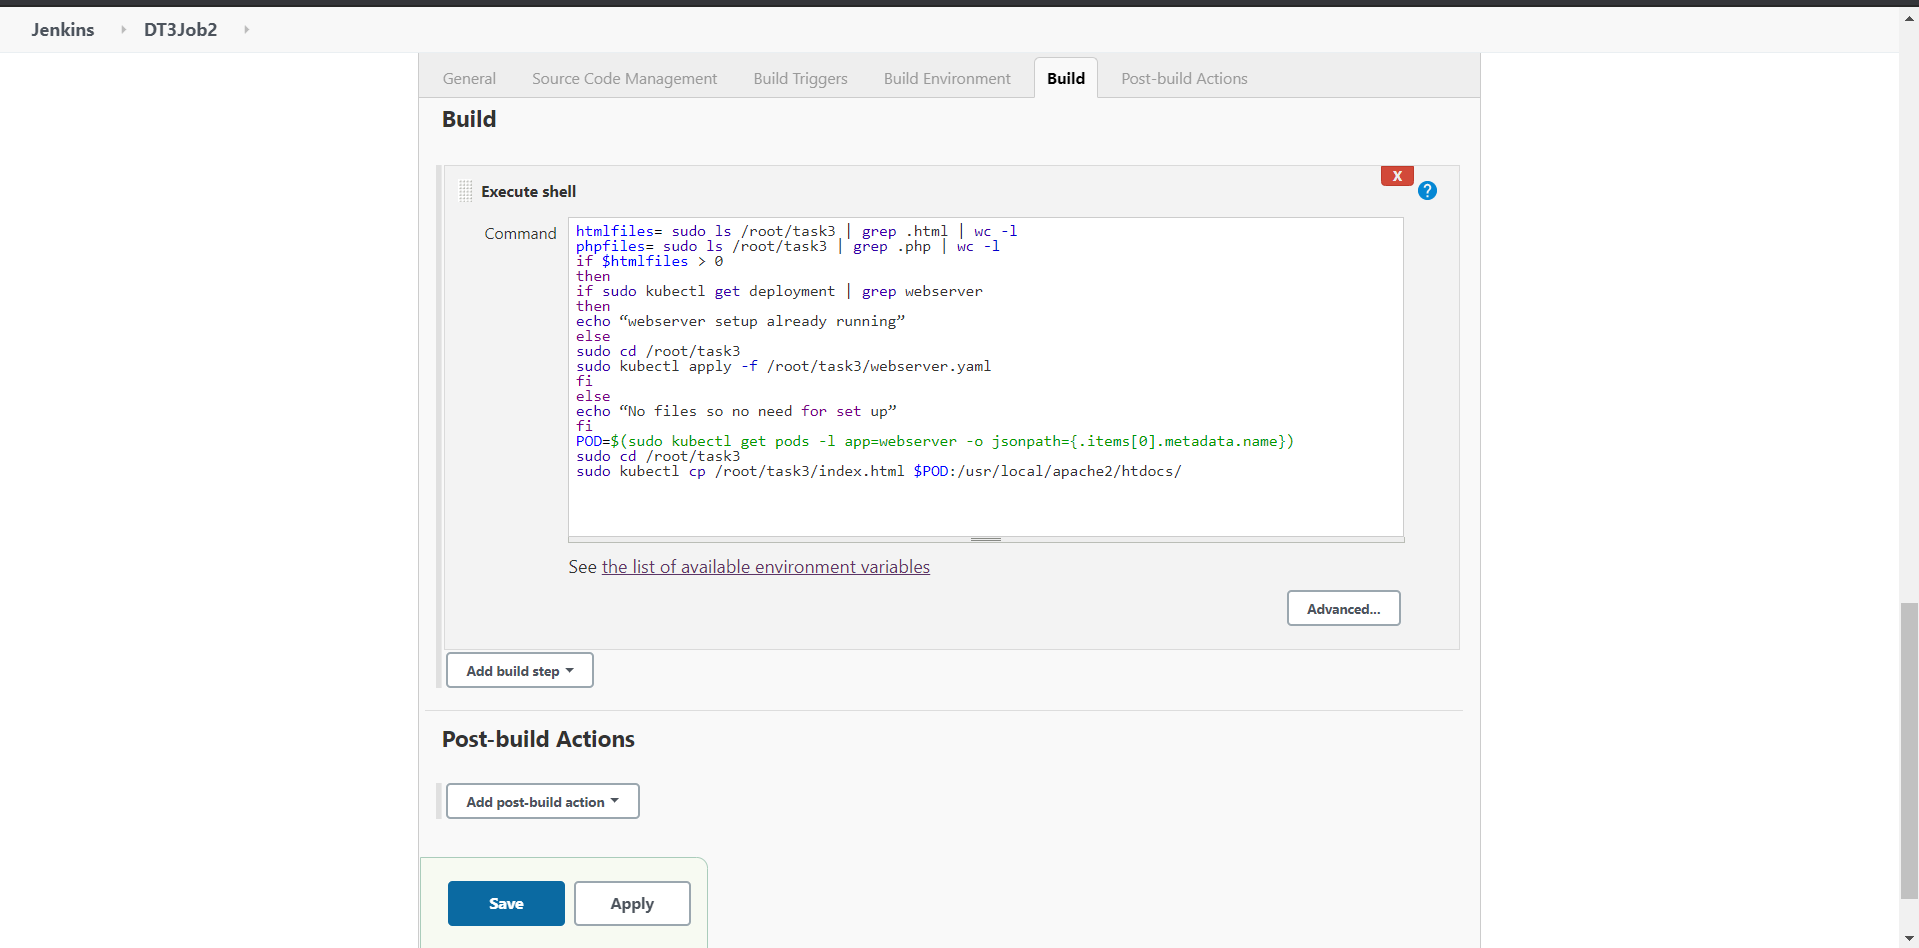 Jenkins DT3Job2
General Source Code Management Build Triggers Build Environment Build Post-build Actions
Build
X
Execute shell
?
Command
htmlfiles= sudo ls /root/task3 | grep .html | wc -l
phpfiles= sudo ls /root/task3 | grep .php | wc -l
if $htmlfiles > 0
then
if sudo kubectl get deployment | grep webserver
then
echo “webserver setup already running”
else
sudo cd /root/task3
sudo kubectl apply -f /root/task3/webserver.yaml
fi
else
echo “No files so no need for set up”
fi
POD=$(sudo kubectl get pods -l app=webserver -o jsonpath={.items[0].metadata.name})
sudo cd /root/task3
sudo kubectl cp /root/task3/index.html $POD:/usr/local/apache2/htdocs/
See the list of available environment variables
Advanced...
Add build step
Post-build Actions
Add post-build action
Save Apply